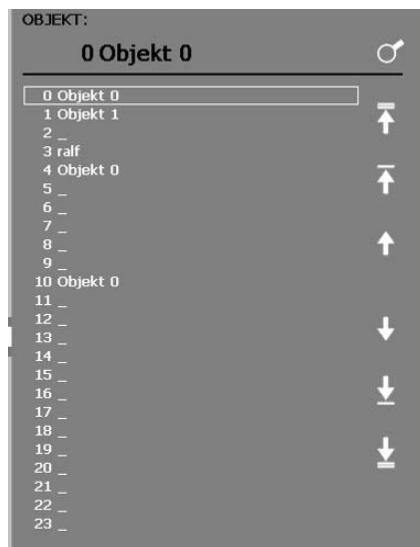 OBJEKT:
0 Objekt 0
0 Objekt 0
1 Objekt 1
2 _
3 ralf
4 Objekt 0
5 _
6 _
7 _
8 _
9 _
10 Objekt 0
11 _
12 _
13 _
14 _
15 _
16 _
17 _
18 _
19 _
20 _
21 _
22 _
23 _